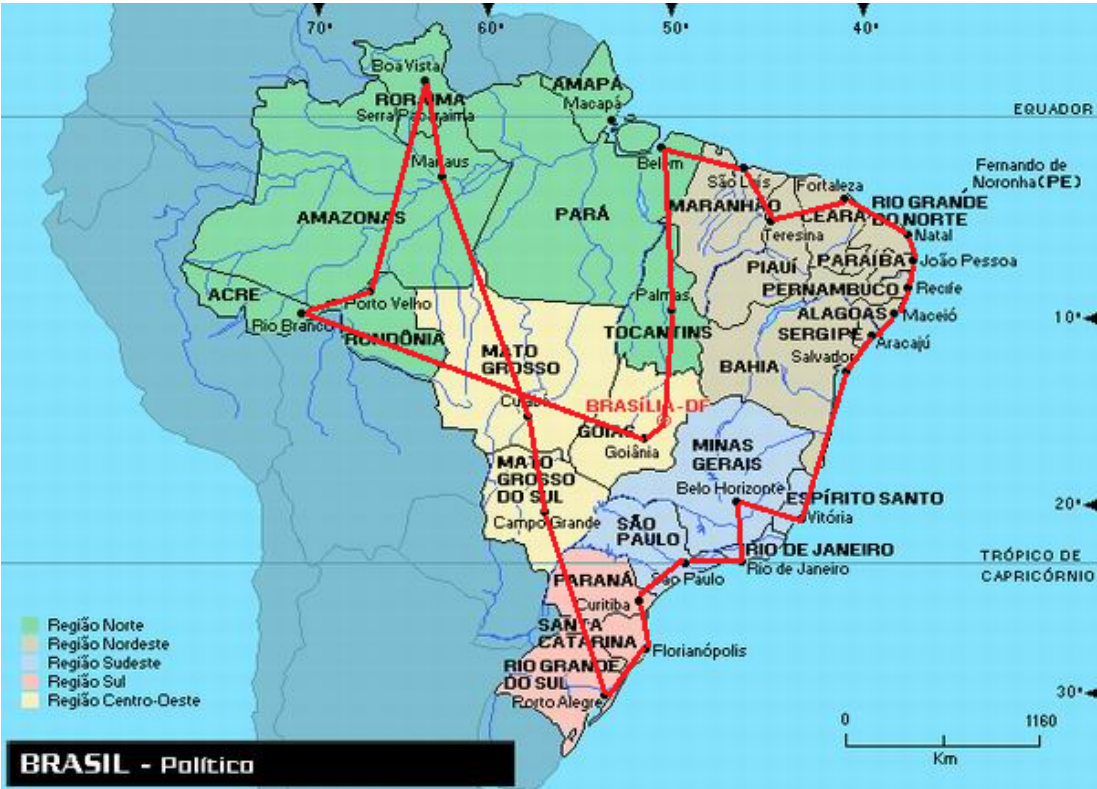 70°
60°
50°
40°
Boa Vista
AMAPÁ
Macapá
RORAIMA
Serra Pacaraima
EQUADOR
Manaus
Belém
São Luís
Fortaleza
Fernando de
Noronha(PE)
AMAZONAS
PARÁ
MARANHÃO
CEARÁ
RIO GRANDE
DO NORTE
Teresina
Natal
PIAUÍ
PARAÍBA
João Pessoa
ACRE
Porto Velho
Palmas
PERNAMBUCO
Recife
Rio Branco
RONDÔNIA
TOCANTINS
ALAGOAS
Maceió
10°
SERGIPE
Aracajú
MATO
GROSSO
Salvador
BAHIA
Cuiabá
BRASÍLIA-DF
GÓIAS
Goiânia
MINAS
GERAIS
MATO
GROSSO
DO SUL
Belo Horizonte
ESPÍRITO SANTO
Vitória
20°
Campo Grande
SÃO
PAULO
RIO DE JANEIRO
Rio de Janeiro
TRÓPICO DE
CAPRICÓRNIO
PARANÁ
São Paulo
Curitiba
SANTA
CATARINA
Florianópolis
RIO GRANDE
DO SUL
Porto Alegre
30°
Região Norte
Região Nordeste
Região Sudeste
Região Sul
Região Centro-Oeste
0
1160
Km
BRASIL - Político